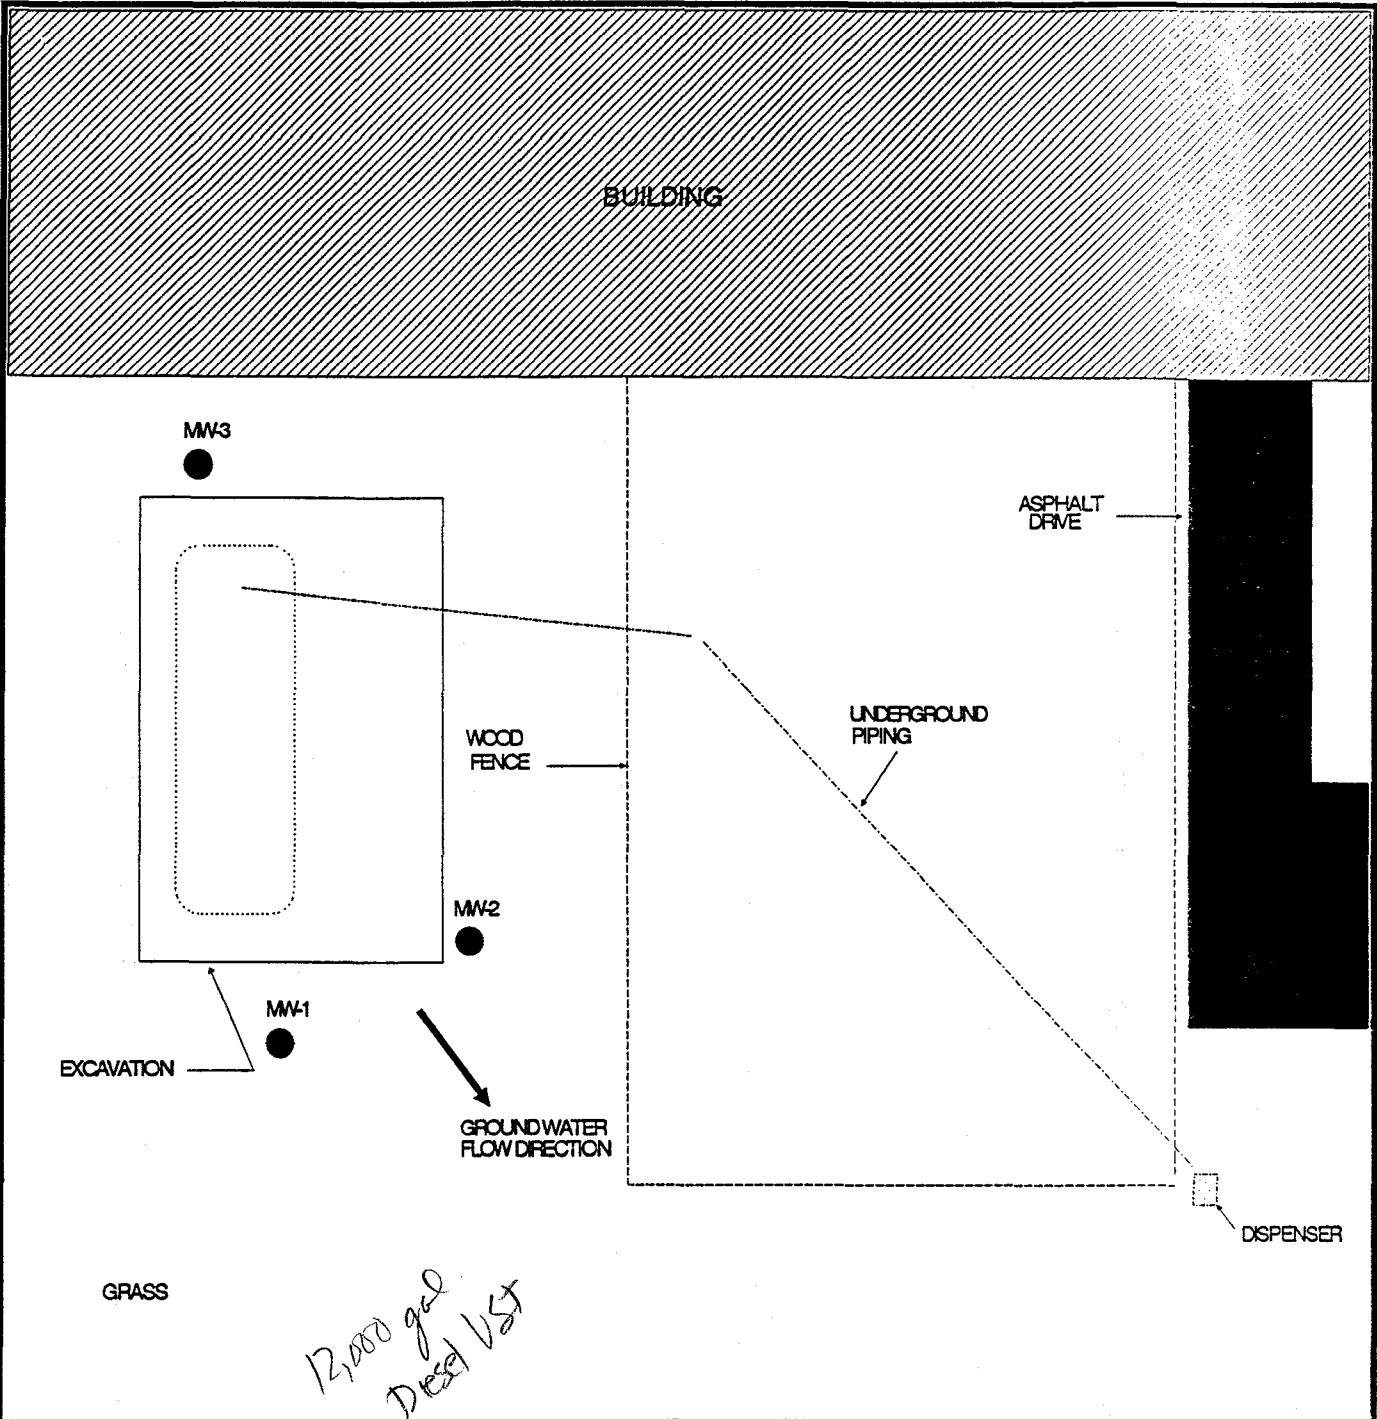 BUILDING
MW-3
ASPHALT
DRIVE
UNDERGROUND
PIPING
WOOD
FENCE
MW-2
MW-1
EXCAVATION
GROUND WATER
FLOW DIRECTION
DISPENSER
GRASS
12,000 gal
Diesel UST